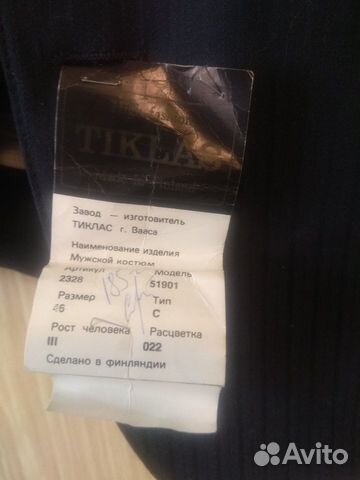 TIKLAS
Завод — изготовитель
ТИКЛАС г. Вааса
Наименование изделия
Мужской костюм
Артикул Модель
2328 51901
Размер Тип
46 С
Рост человека Расцветка
III 022
Сделано в финляндии
Avito